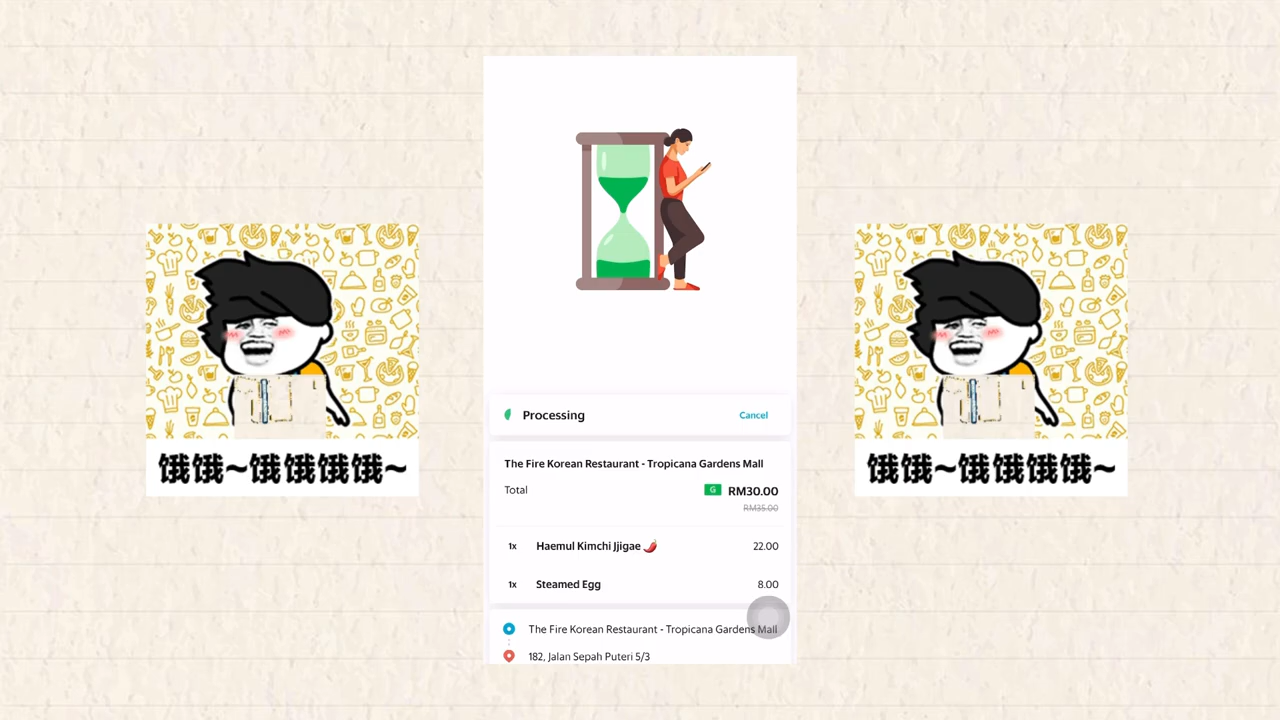 饿饿~饿饿饿饿~
Processing
Cancel
The Fire Korean Restaurant - Tropicana Gardens Mall
Total
G
RM30.00
RM35.00
1x Haemul Kimchi Jjigae 🌶️ 22.00
1x Steamed Egg 8.00
The Fire Korean Restaurant - Tropicana Gardens Mall
182, Jalan Sepah Puteri 5/3
饿饿~饿饿饿饿~